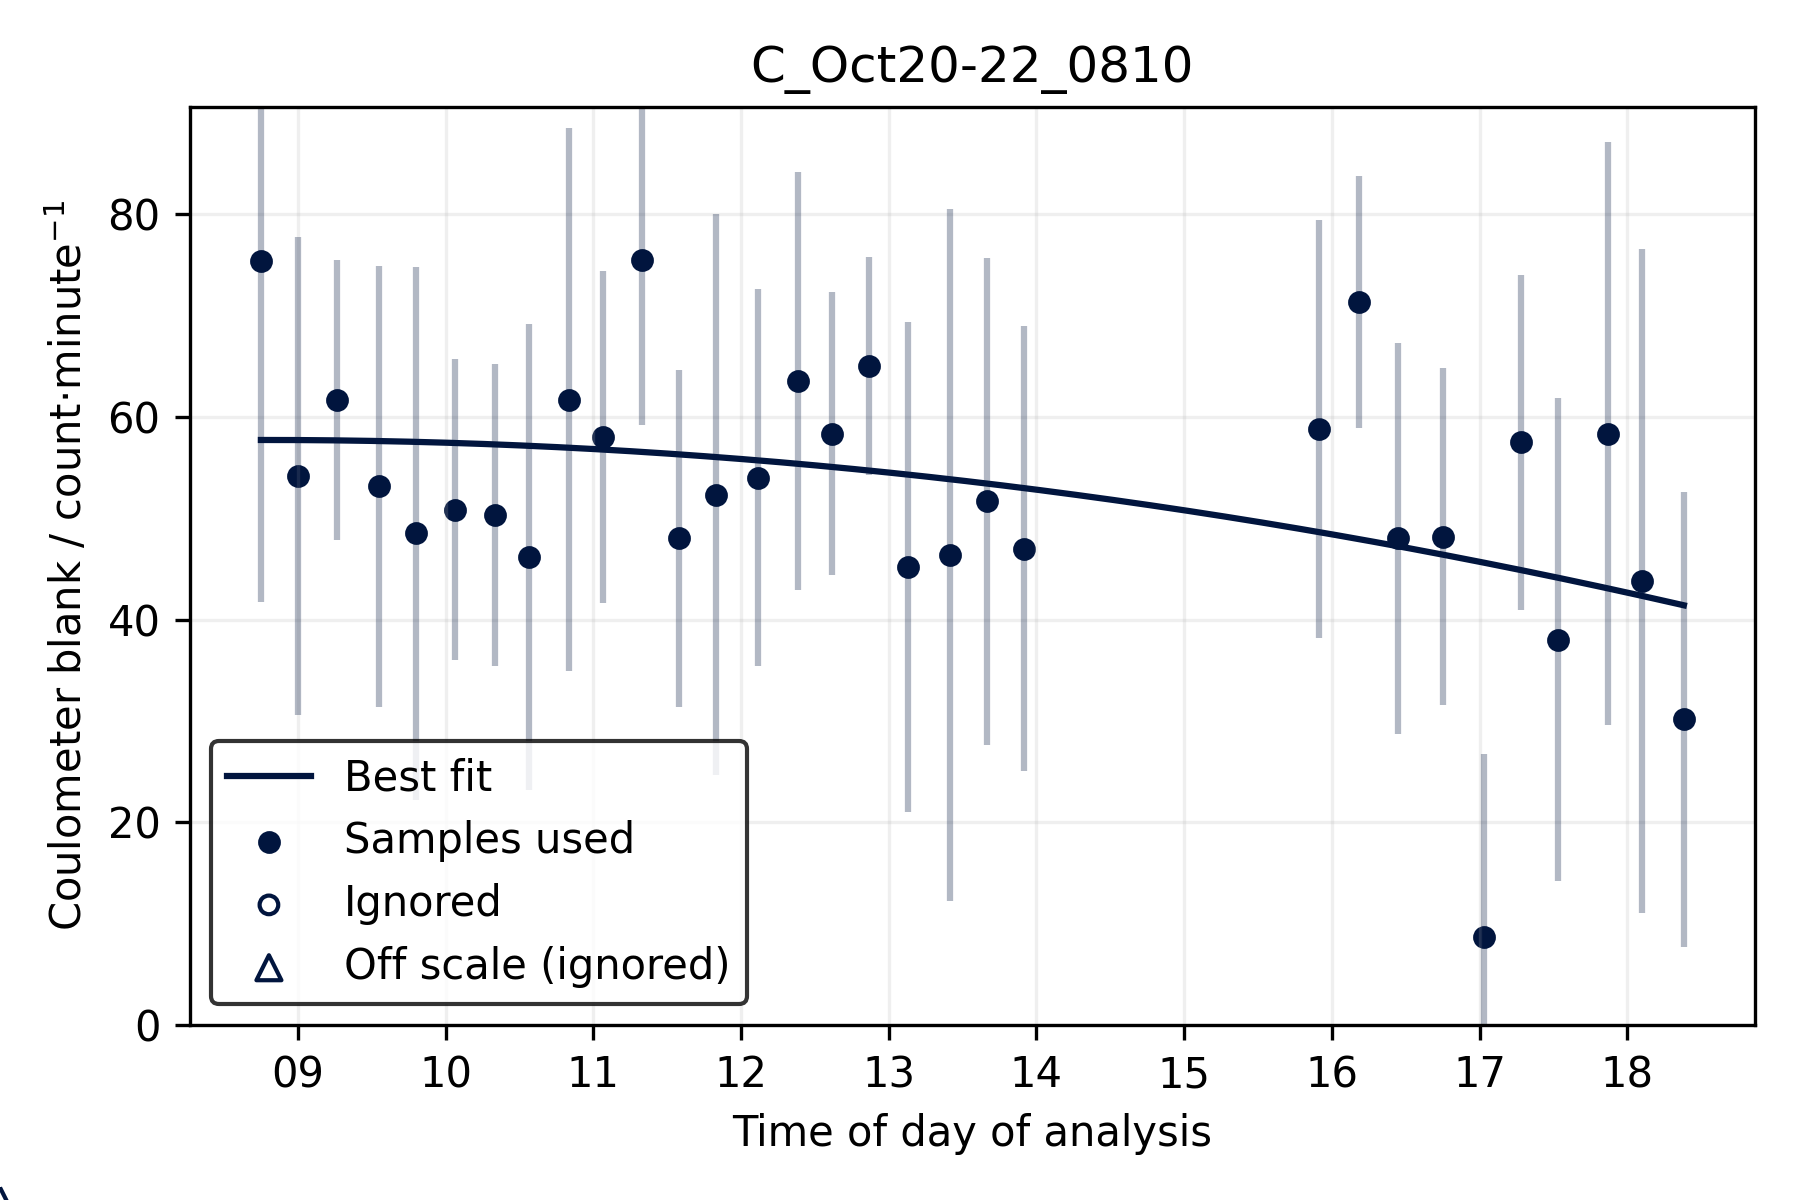 C_Oct20-22_0810
Coulometer blank / count·minute⁻¹
80
60
40
20
0
Best fit
Samples used
Ignored
Off scale (ignored)
09 10 11 12 13 14 15 16 17 18
Time of day of analysis